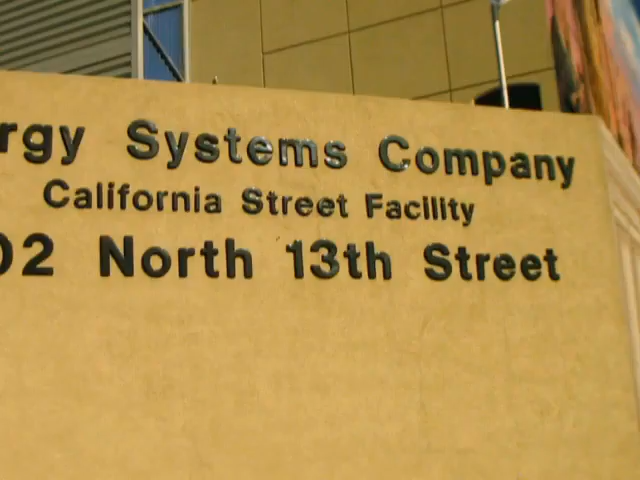 rgy Systems Company
California Street Facility
02 North 13th Street